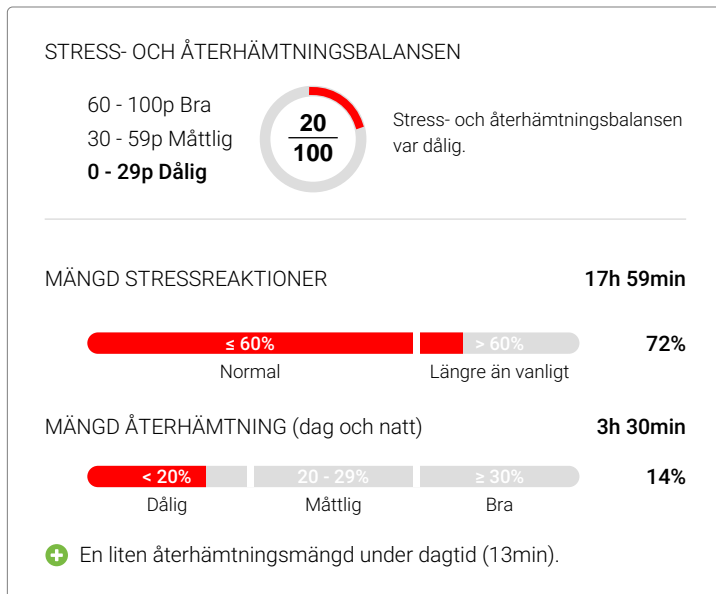 STRESS- OCH ÅTERHÄMTNINGSBALANSEN
60 - 100p Bra
30 - 59p Måttlig
0 - 29p Dålig
20
100
Stress- och återhämtningsbalansen
var dålig.
MÄNGD STRESSREAKTIONER 17h 59min
≤ 60% > 60% 72%
Normal Längre än vanligt
MÄNGD ÅTERHÄMTNING (dag och natt) 3h 30min
< 20% 20 - 29% ≥ 30% 14%
Dålig Måttlig Bra
En liten återhämtningsmängd under dagtid (13min).